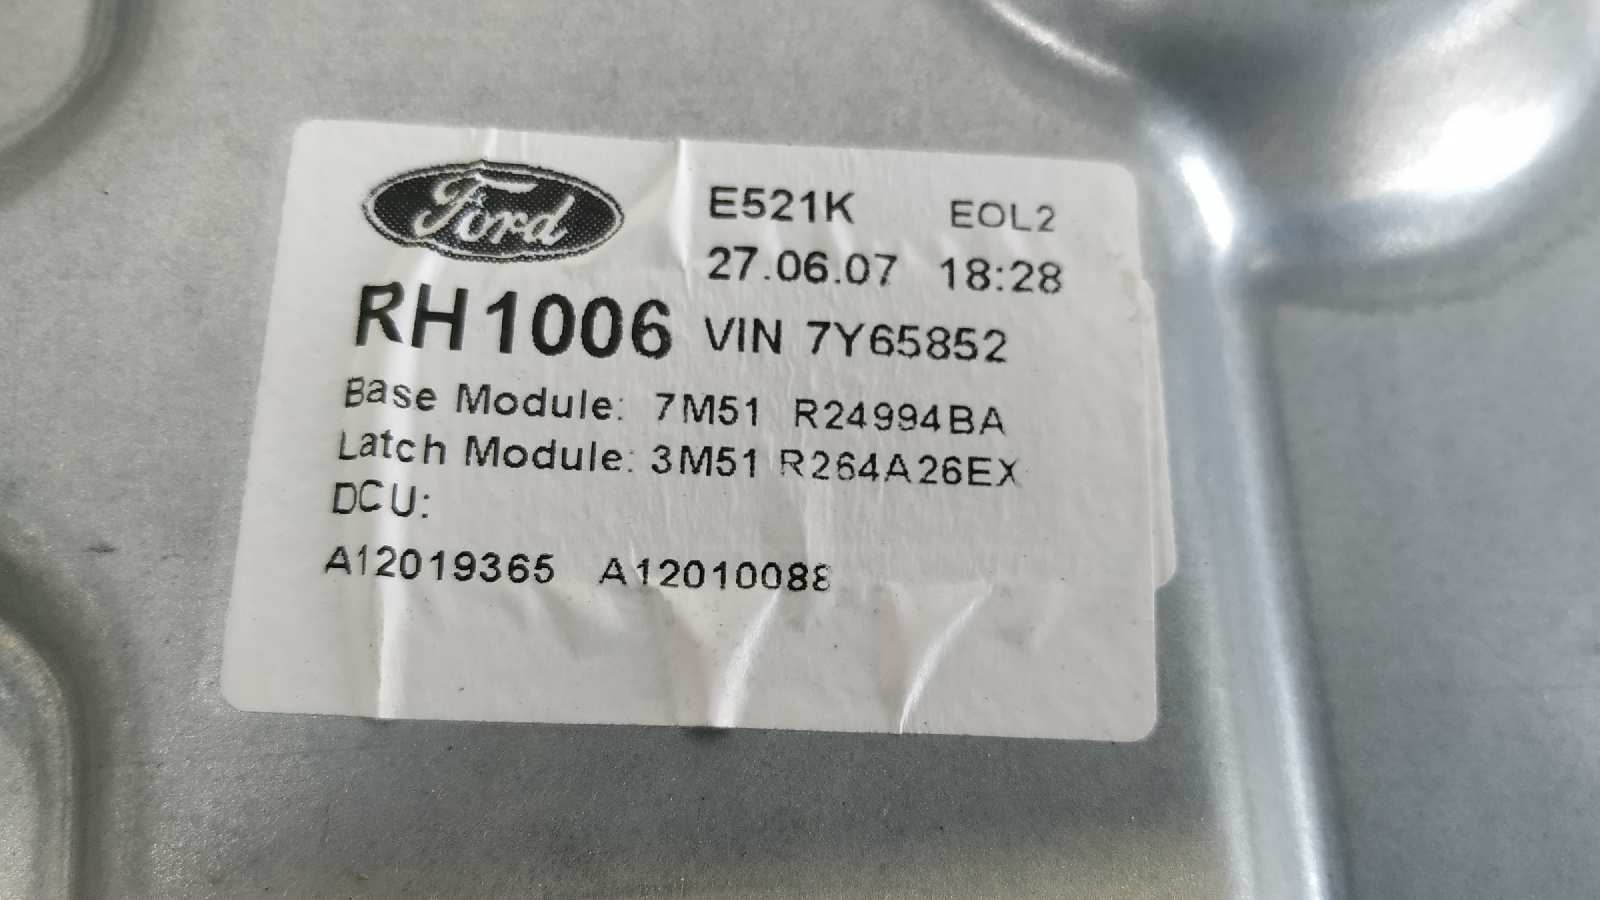 Ford
E521K EOL2
27.06.07 18:28
RH1006 VIN 7Y65852
Base Module: 7M51 R24994BA
Latch Module: 3M51 R264A26EX
DCU:
A12019365 A12010088